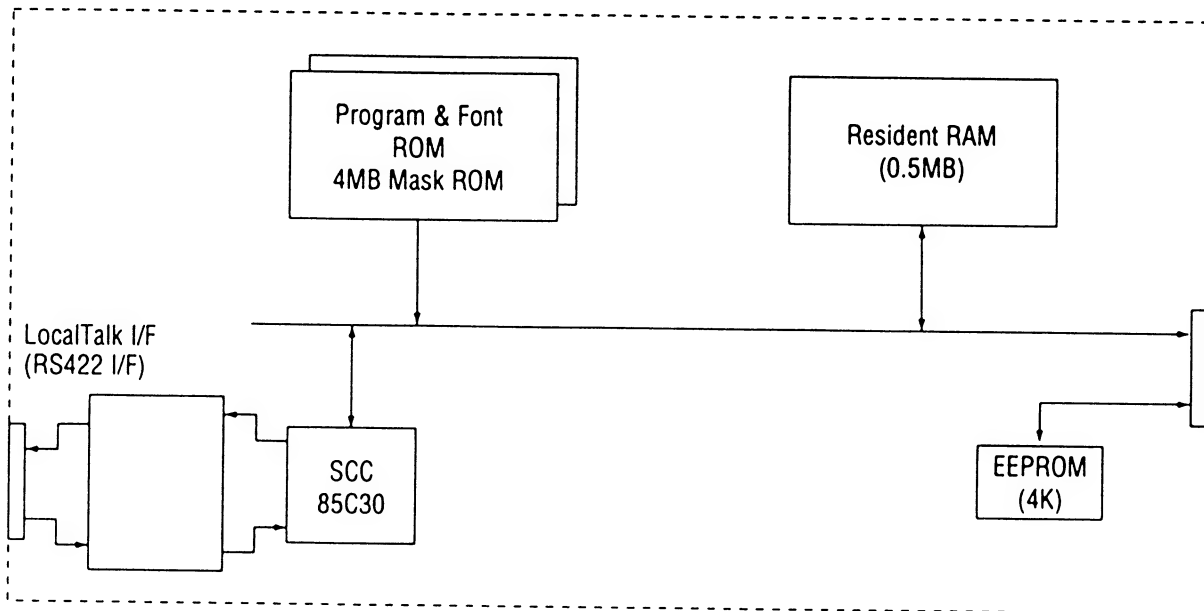 Program & Font
ROM
4MB Mask ROM
Resident RAM
(0.5MB)
LocalTalk I/F
(RS422 I/F)
SCC
85C30
EEPROM
(4K)